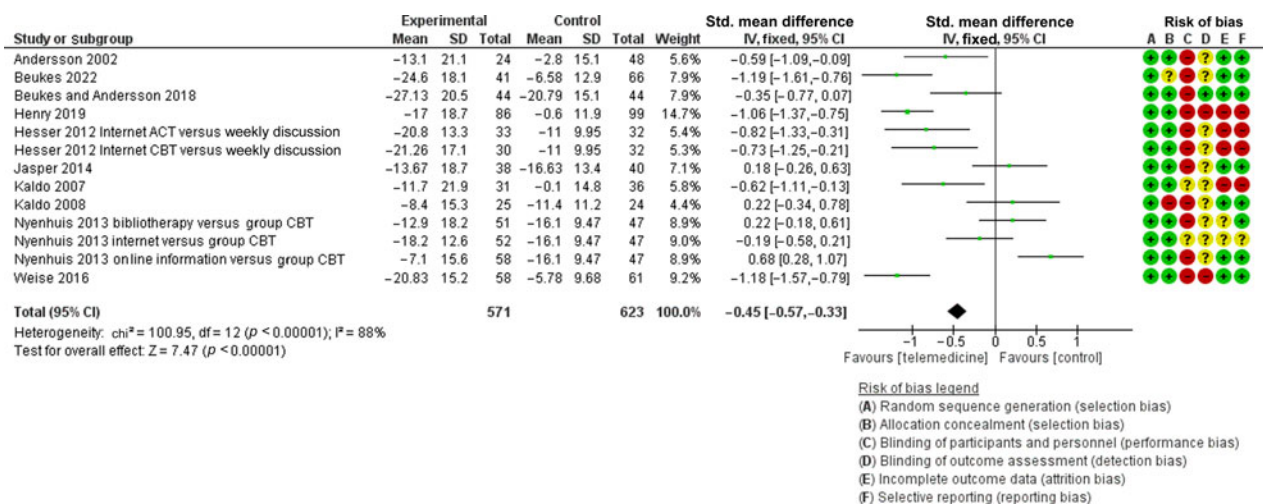 Experimental Control Std. mean difference Std. mean difference Risk of bias
Study or subgroup Mean SD Total Mean SD Total Weight IV, fixed, 95% CI IV, fixed, 95% CI A B C D E F
Andersson 2002 −13.1 21.1 24 −2.8 15.1 48 5.6% −0.59 [−1.09,−0.09] + + − ? + +
Beukes 2022 −24.6 18.1 41 −6.58 12.9 66 7.7% −1.19 [−1.61,−0.76] + ? − ? + +
Beukes and Andersson 2018 −27.13 20.5 44 −20.79 15.1 44 7.9% −0.35 [−0.77, 0.07] + + − + + +
Henry 2019 −17 18.7 86 −0.6 11.9 99 14.7% −1.06 [−1.37,−0.75] + + − − − −
Hesser 2012 Internet ACT versus weekly discussion −20.8 13.3 33 −11 9.95 32 5.4% −0.82 [−1.33,−0.31] + + − ? − −
Hesser 2012 Internet CBT versus weekly discussion −21.26 17.1 30 −11 9.95 32 5.2% −0.73 [−1.25,−0.21] + + − ? − −
Jasper 2014 −13.67 18.7 38 −16.63 13.4 40 7.1% 0.18 [−0.26, 0.63] + + − ? + +
Kaldo 2007 −11.7 21.9 31 −0.1 14.8 36 5.8% −0.62 [−1.11,−0.13] + + ? ? − −
Kaldo 2008 −8.4 15.3 25 −11.4 11.2 24 4.4% 0.22 [−0.34, 0.78] + − − ? + +
Nyenhuis 2013 bibliotherapy versus group CBT −12.9 18.2 51 −16.1 9.47 47 8.9% 0.22 [−0.18, 0.61] + + − ? ? +
Nyenhuis 2013 internet versus group CBT −18.2 12.6 52 −16.1 9.47 47 9.0% −0.19 [−0.58, 0.21] + + ? ? ? ?
Nyenhuis 2013 online information versus group CBT −7.1 15.6 58 −16.1 9.47 47 9.0% 0.68 [0.28, 1.07] + + − ? + +
Weise 2016 −20.83 15.2 58 −5.78 9.68 61 9.2% −1.18 [−1.57,−0.79] + + − − + +
Total (95% CI) 571 623 100.0% −0.45 [−0.57,−0.33]
Heterogeneity: chi² = 100.95, df = 12 (p < 0.00001); I² = 88%
Test for overall effect: Z = 7.47 (p < 0.00001)
−1 −0.5 0 0.5 1
Favours [telemedicine] Favours [control]
Risk of bias legend
(A) Random sequence generation (selection bias)
(B) Allocation concealment (selection bias)
(C) Blinding of participants and personnel (performance bias)
(D) Blinding of outcome assessment (detection bias)
(E) Incomplete outcome data (attrition bias)
(F) Selective reporting (reporting bias)